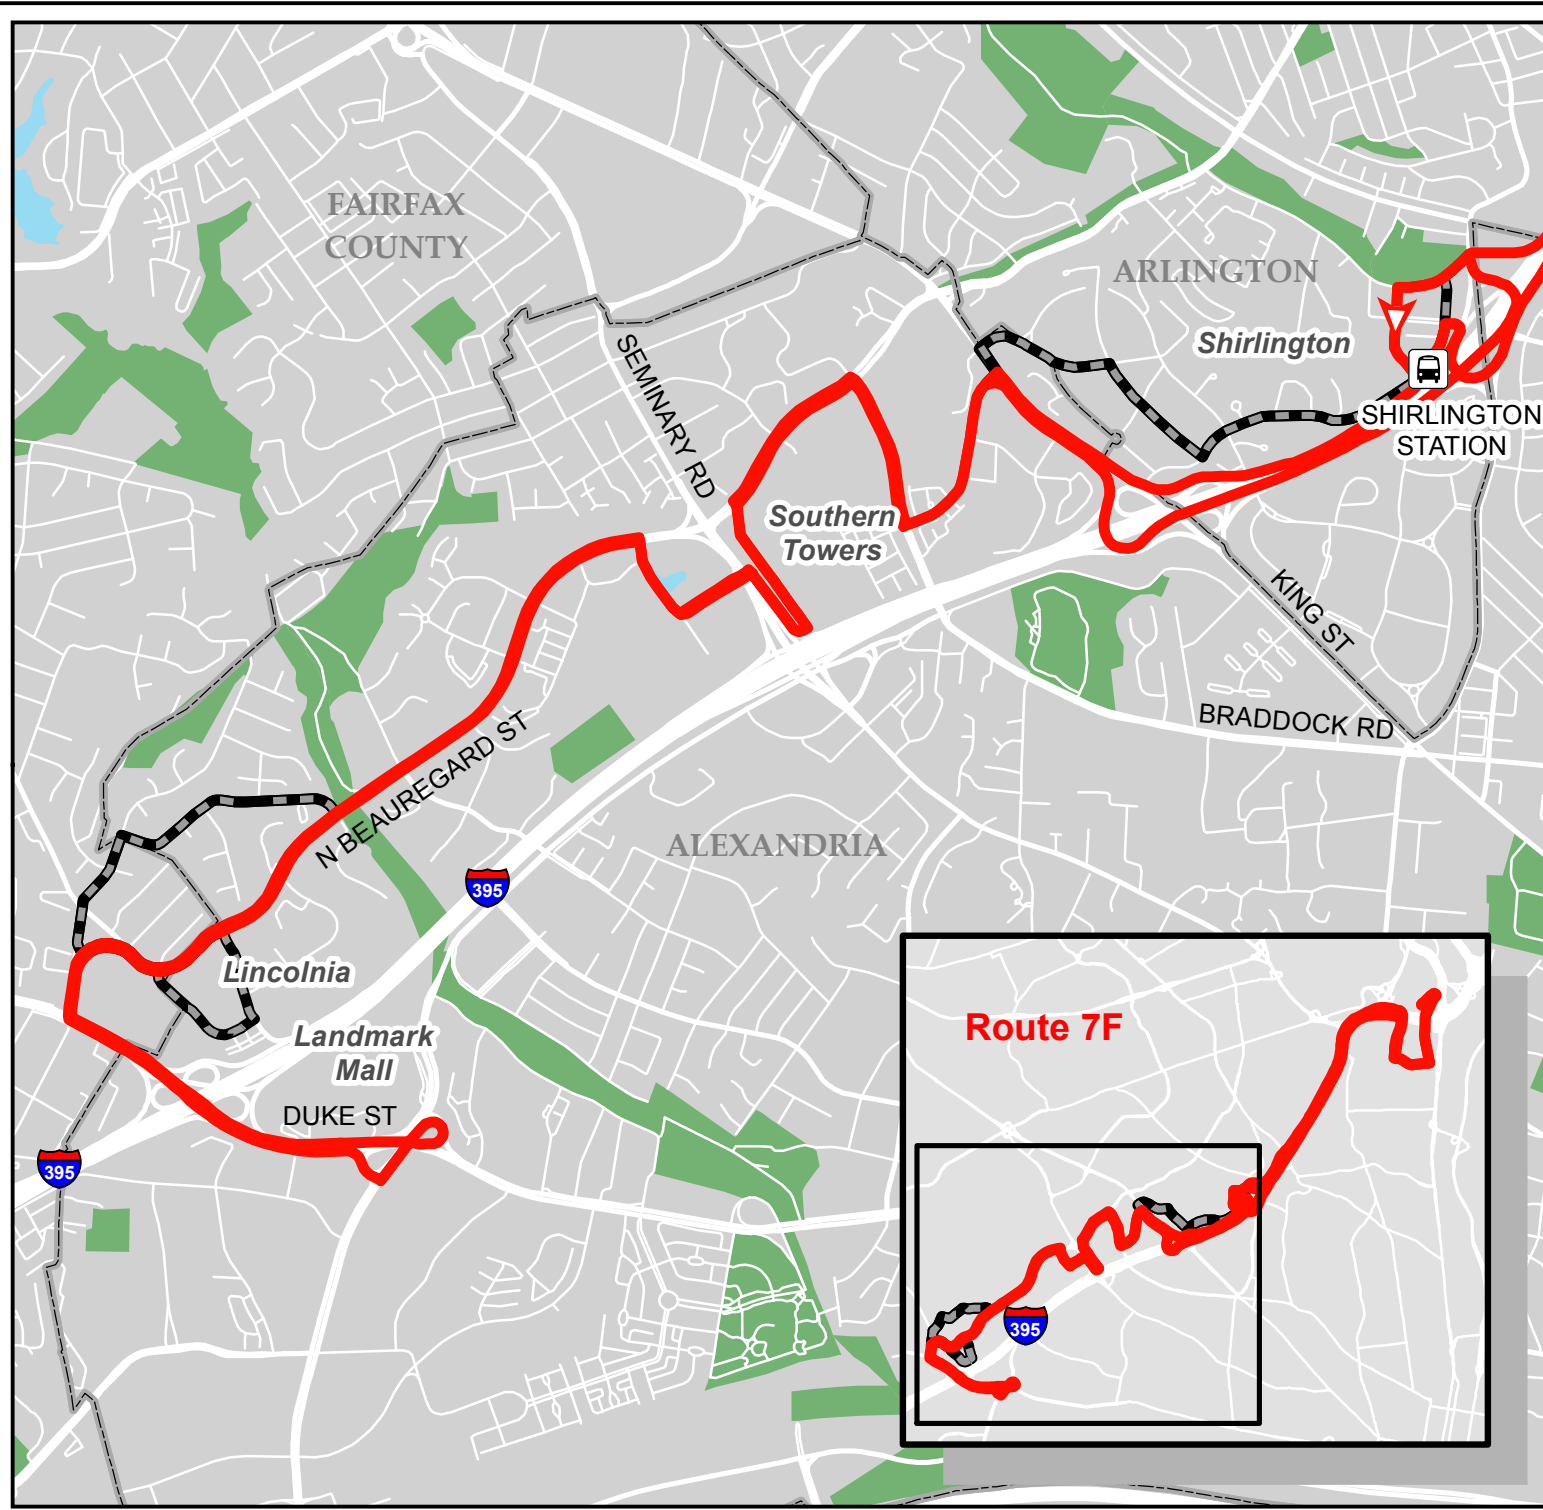 FAIRFAX
COUNTY
ARLINGTON
Shirlington
SEMINARY RD
SHIRLINGTON
STATION
Southern
Towers
KING ST
BRADDOCK RD
N BEAUREGARD ST
ALEXANDRIA
395
Lincolnia
Landmark
Mall
DUKE ST
395
Route 7F
395